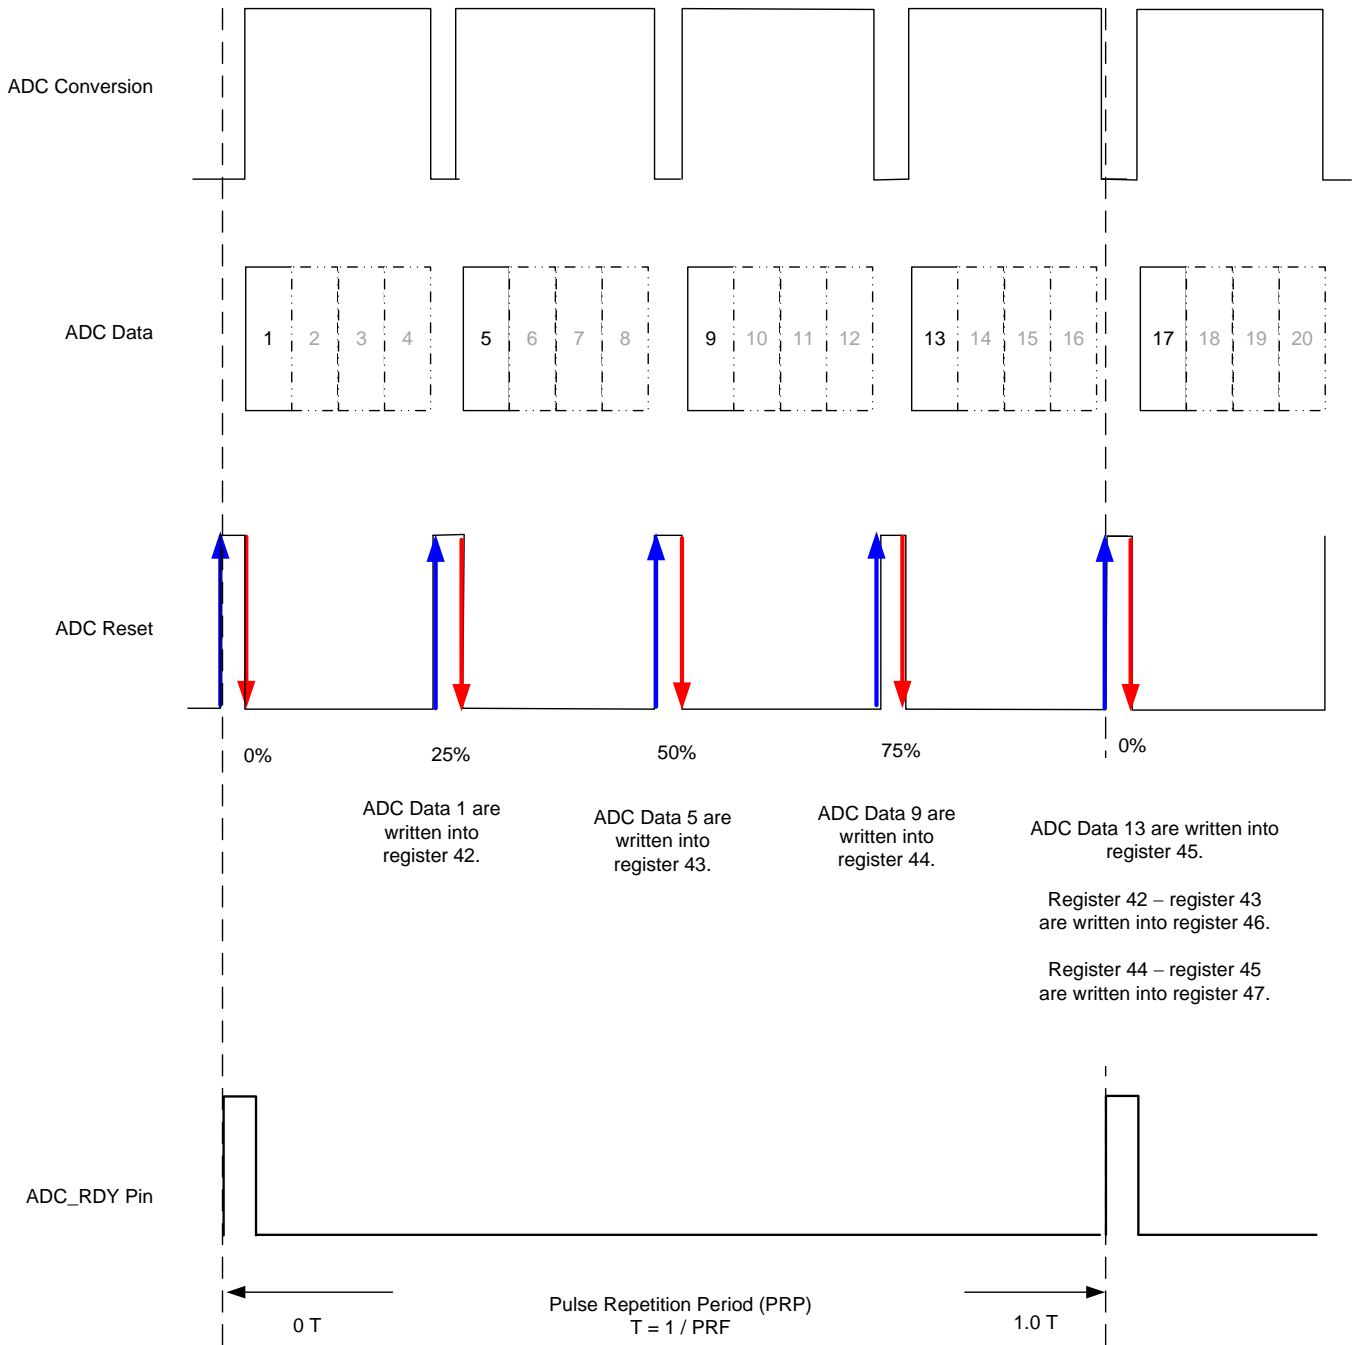 ADC Conversion
ADC Data
1 2 3 4 5 6 7 8 9 10 11 12 13 14 15 16 17 18 19 20
ADC Reset
0%
25%
50%
75%
0%
ADC Data 1 are
written into
register 42.
ADC Data 5 are
written into
register 43.
ADC Data 9 are
written into
register 44.
ADC Data 13 are written into
register 45.
Register 42 – register 43
are written into register 46.
Register 44 – register 45
are written into register 47.
ADC_RDY Pin
0 T
Pulse Repetition Period (PRP)
T = 1 / PRF
1.0 T